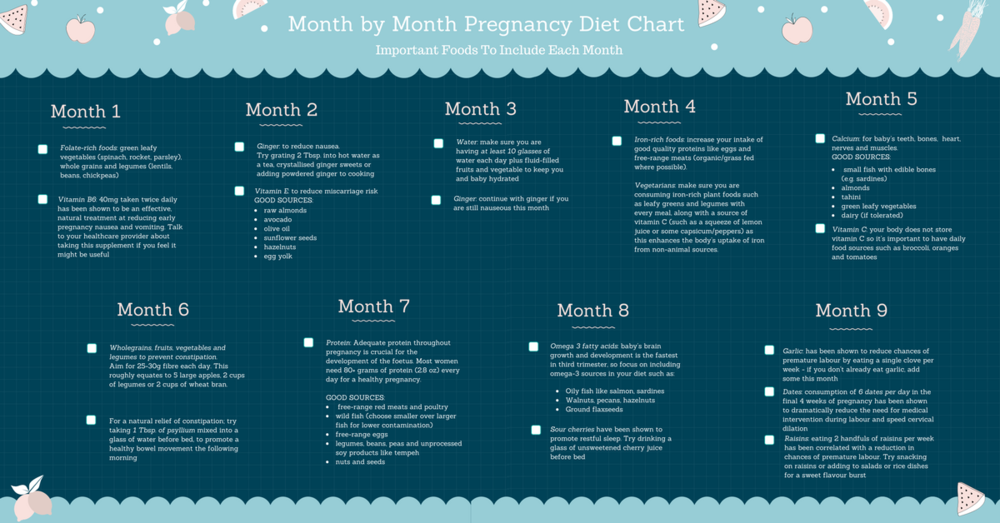 Month by Month Pregnancy Diet Chart
Important Foods To Include Each Month
Month 1
Folate-rich foods: green leafy
vegetables (spinach, rocket, parsley),
whole grains and legumes (lentils,
beans, chickpeas)
Vitamin B6: 40mg taken twice daily
has been shown to be an effective,
natural treatment at reducing early
pregnancy nausea and vomiting. Talk
to your healthcare provider about
taking this supplement if you feel it
might be useful
Month 2
Ginger: to reduce nausea.
Try grating 2 Tbsp. into hot water as
a tea, crystallised ginger sweets or
adding powdered ginger to cooking
Vitamin E to reduce miscarriage risk
GOOD SOURCES:
• raw almonds
• avocado
• olive oil
• sunflower seeds
• hazelnuts
• egg yolk
Month 3
Water: make sure you are
having at least 10 glasses of
water each day plus fluid-filled
fruits and vegetable to keep you
and baby hydrated
Ginger: continue with ginger if you
are still nauseous this month
Month 4
Iron-rich foods: increase your intake of
good quality proteins like eggs and
free-range meats (organic/grass fed
where possible)
Vegetarians: make sure you are
consuming iron-rich plant foods such
as leafy greens and legumes with
every meal, along with a source of
vitamin C (such as a squeeze of lemon
juice or some capsicum/peppers) as
this enhances the body's uptake of iron
from non-animal sources.
Month 5
Calcium: for baby's teeth, bones, heart,
nerves and muscles.
GOOD SOURCES:
• small fish with edible bones
(e.g. sardines)
• almonds
• tahini
• green leafy vegetables
• dairy (if tolerated)
Vitamin C: your body does not store
vitamin C so it's important to have daily
food sources such as broccoli, oranges
and tomatoes
Month 6
Wholegrains, fruits, vegetables and
legumes to prevent constipation.
Aim for 25-30g fibre each day. This
roughly equates to 5 large apples, 2 cups
of legumes or 2 cups of wheat bran.
For a natural relief of constipation; try
taking 1 Tbsp. of psyllium mixed into a
glass of water before bed, to promote a
healthy bowel movement the following
morning
Month 7
Protein: Adequate protein throughout
pregnancy is crucial for the
development of the foetus. Most women
need 80+ grams of protein (2.8 oz) every
day for a healthy pregnancy.
GOOD SOURCES:
• free-range red meats and poultry
• wild fish (choose smaller over larger
fish for lower contamination)
• free-range eggs
• legumes, beans, peas and unprocessed
soy products like tempeh
• nuts and seeds
Month 8
Omega 3 fatty acids: baby's brain
growth and development is the fastest
in third trimester, so focus on including
omega-3 sources in your diet such as:
• Oily fish like salmon, sardines
• Walnuts, pecans, hazelnuts
• Ground flaxseeds
Sour cherries have been shown to
promote restful sleep. Try drinking a
glass of unsweetened cherry juice
before bed
Month 9
Garlic: has been shown to reduce chances of
premature labour by eating a single clove per
week - if you don't already eat garlic, add
some this month
Dates: consumption of 6 dates per day in the
final 4 weeks of pregnancy has been shown
to dramatically reduce the need for medical
intervention during labour and speed cervical
dilation
Raisins: eating 2 handfuls of raisins per week
has been correlated with a reduction in
chances of premature labour. Try snacking
on raisins or adding to salads or rice dishes
for a sweet flavour burst